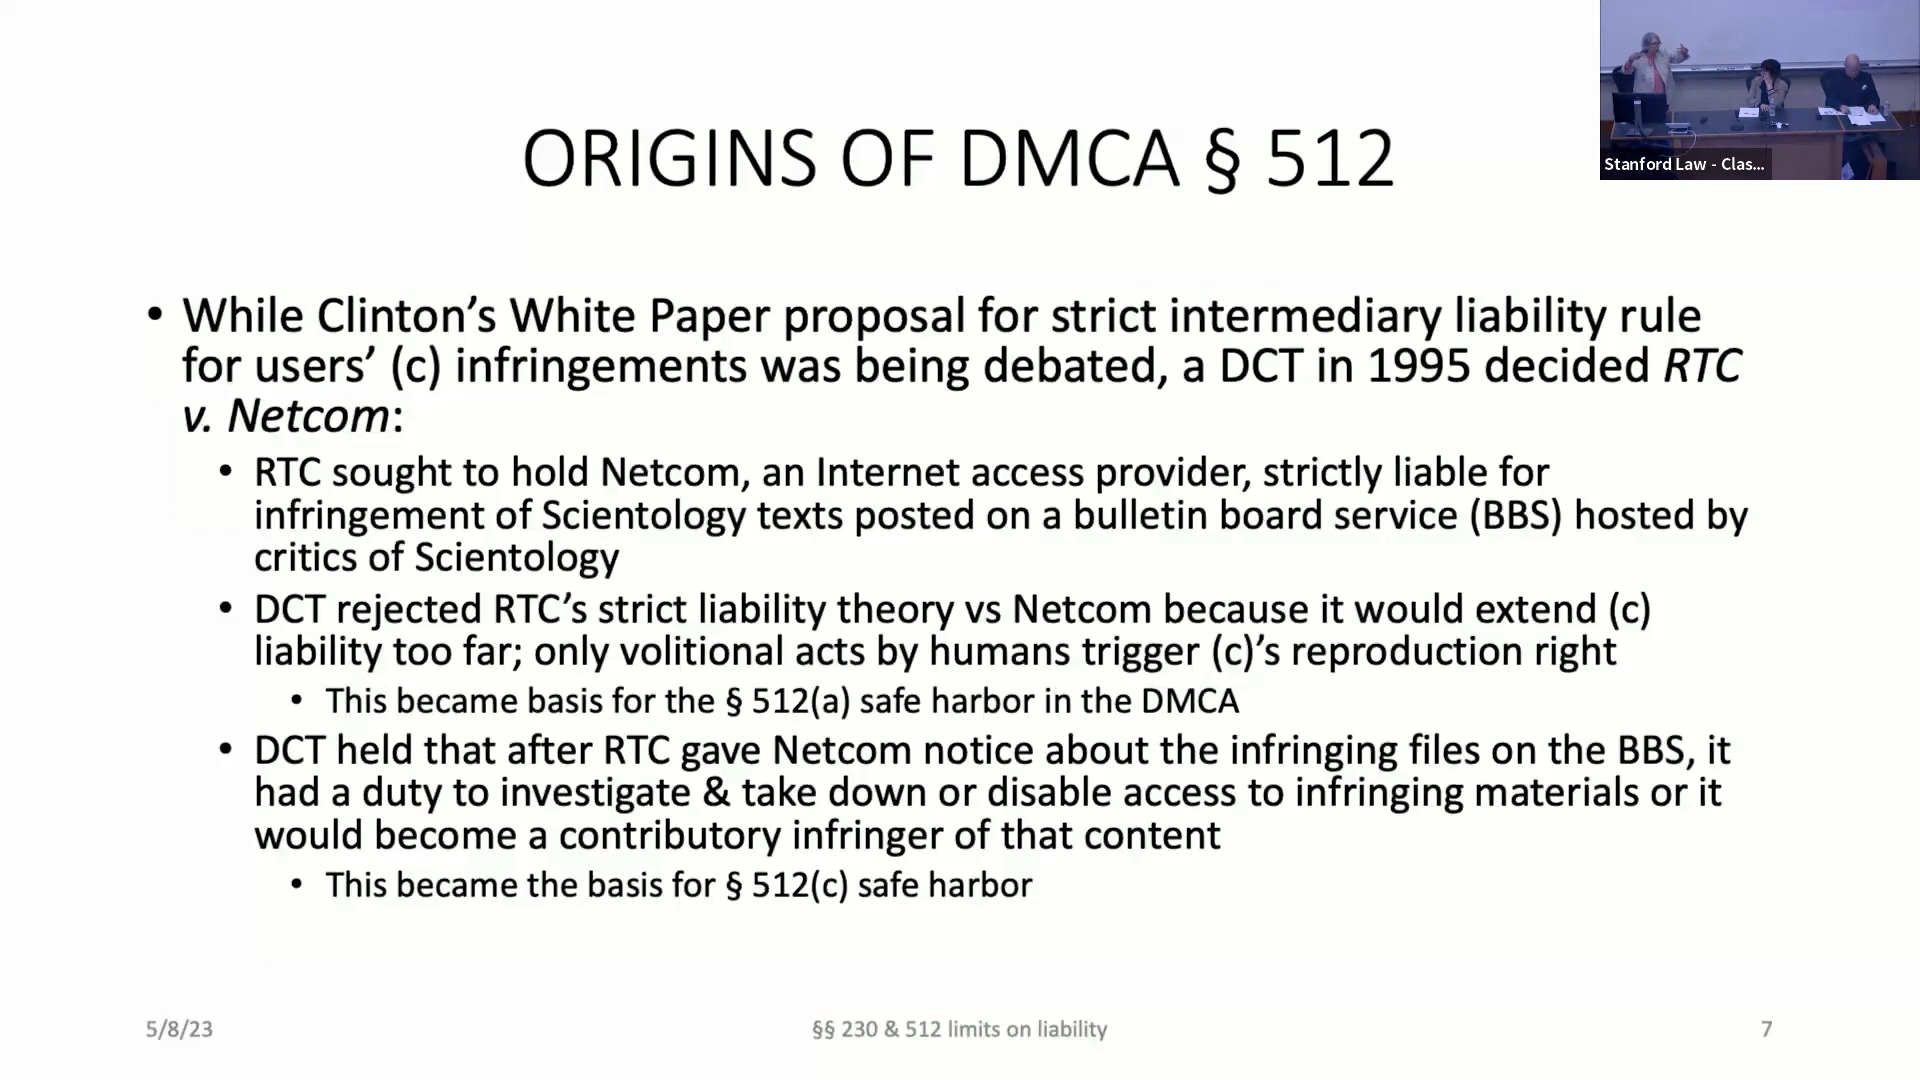 Stanford Law - Clas...
ORIGINS OF DMCA § 512
• While Clinton’s White Paper proposal for strict intermediary liability rule
for users’ (c) infringements was being debated, a DCT in 1995 decided RTC
v. Netcom:
• RTC sought to hold Netcom, an Internet access provider, strictly liable for
infringement of Scientology texts posted on a bulletin board service (BBS) hosted by
critics of Scientology
• DCT rejected RTC’s strict liability theory vs Netcom because it would extend (c)
liability too far; only volitional acts by humans trigger (c)’s reproduction right
• This became basis for the § 512(a) safe harbor in the DMCA
• DCT held that after RTC gave Netcom notice about the infringing files on the BBS, it
had a duty to investigate & take down or disable access to infringing materials or it
would become a contributory infringer of that content
• This became the basis for § 512(c) safe harbor
5/8/23
§§ 230 & 512 limits on liability
7